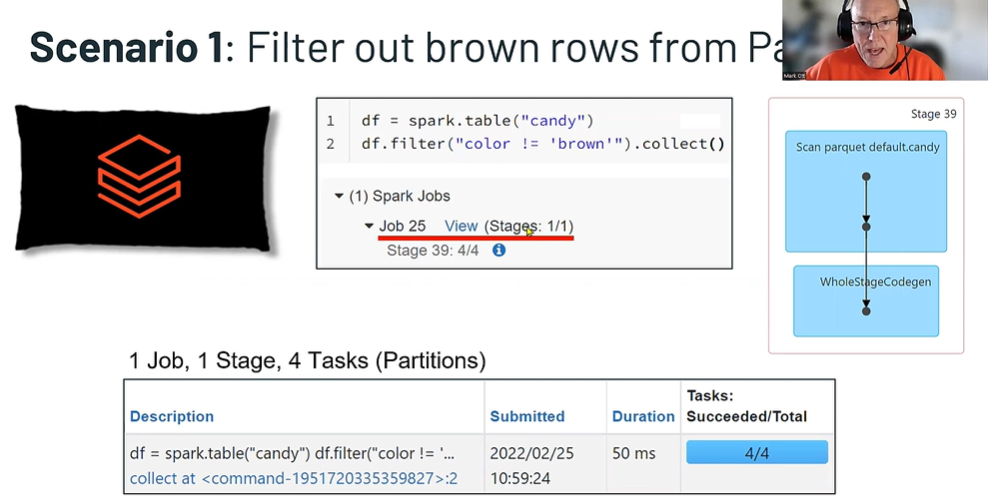 Scenario 1: Filter out brown rows from Pa
Mark Ott
1 df = spark.table("candy")
2 df.filter("color != 'brown'").collect()
(1) Spark Jobs
Job 25 View (Stages: 1/1)
Stage 39: 4/4
Stage 39
Scan parquet default.candy
WholeStageCodegen
1 Job, 1 Stage, 4 Tasks (Partitions)
Description Submitted Duration Tasks: Succeeded/Total
df = spark.table("candy") df.filter("color != '... 2022/02/25 50 ms 4/4
collect at <command-1951720335359827>:2 10:59:24